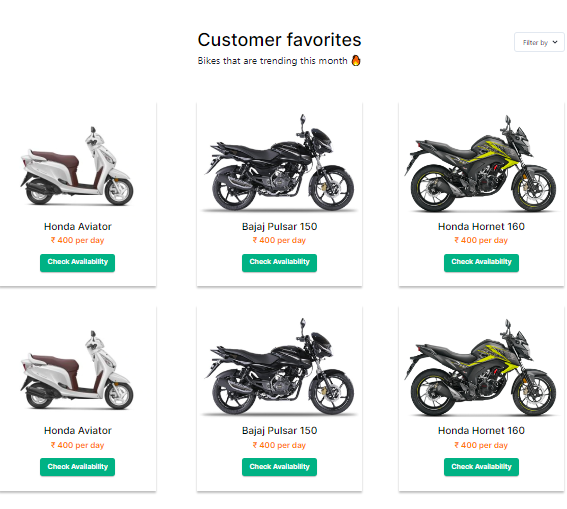 Customer favorites
Filter by
Bikes that are trending this month 🔥
Honda Aviator
₹ 400 per day
Check Availability
Bajaj Pulsar 150
₹ 400 per day
Check Availability
Honda Hornet 160
₹ 400 per day
Check Availability
Honda Aviator
₹ 400 per day
Check Availability
Bajaj Pulsar 150
₹ 400 per day
Check Availability
Honda Hornet 160
₹ 400 per day
Check Availability